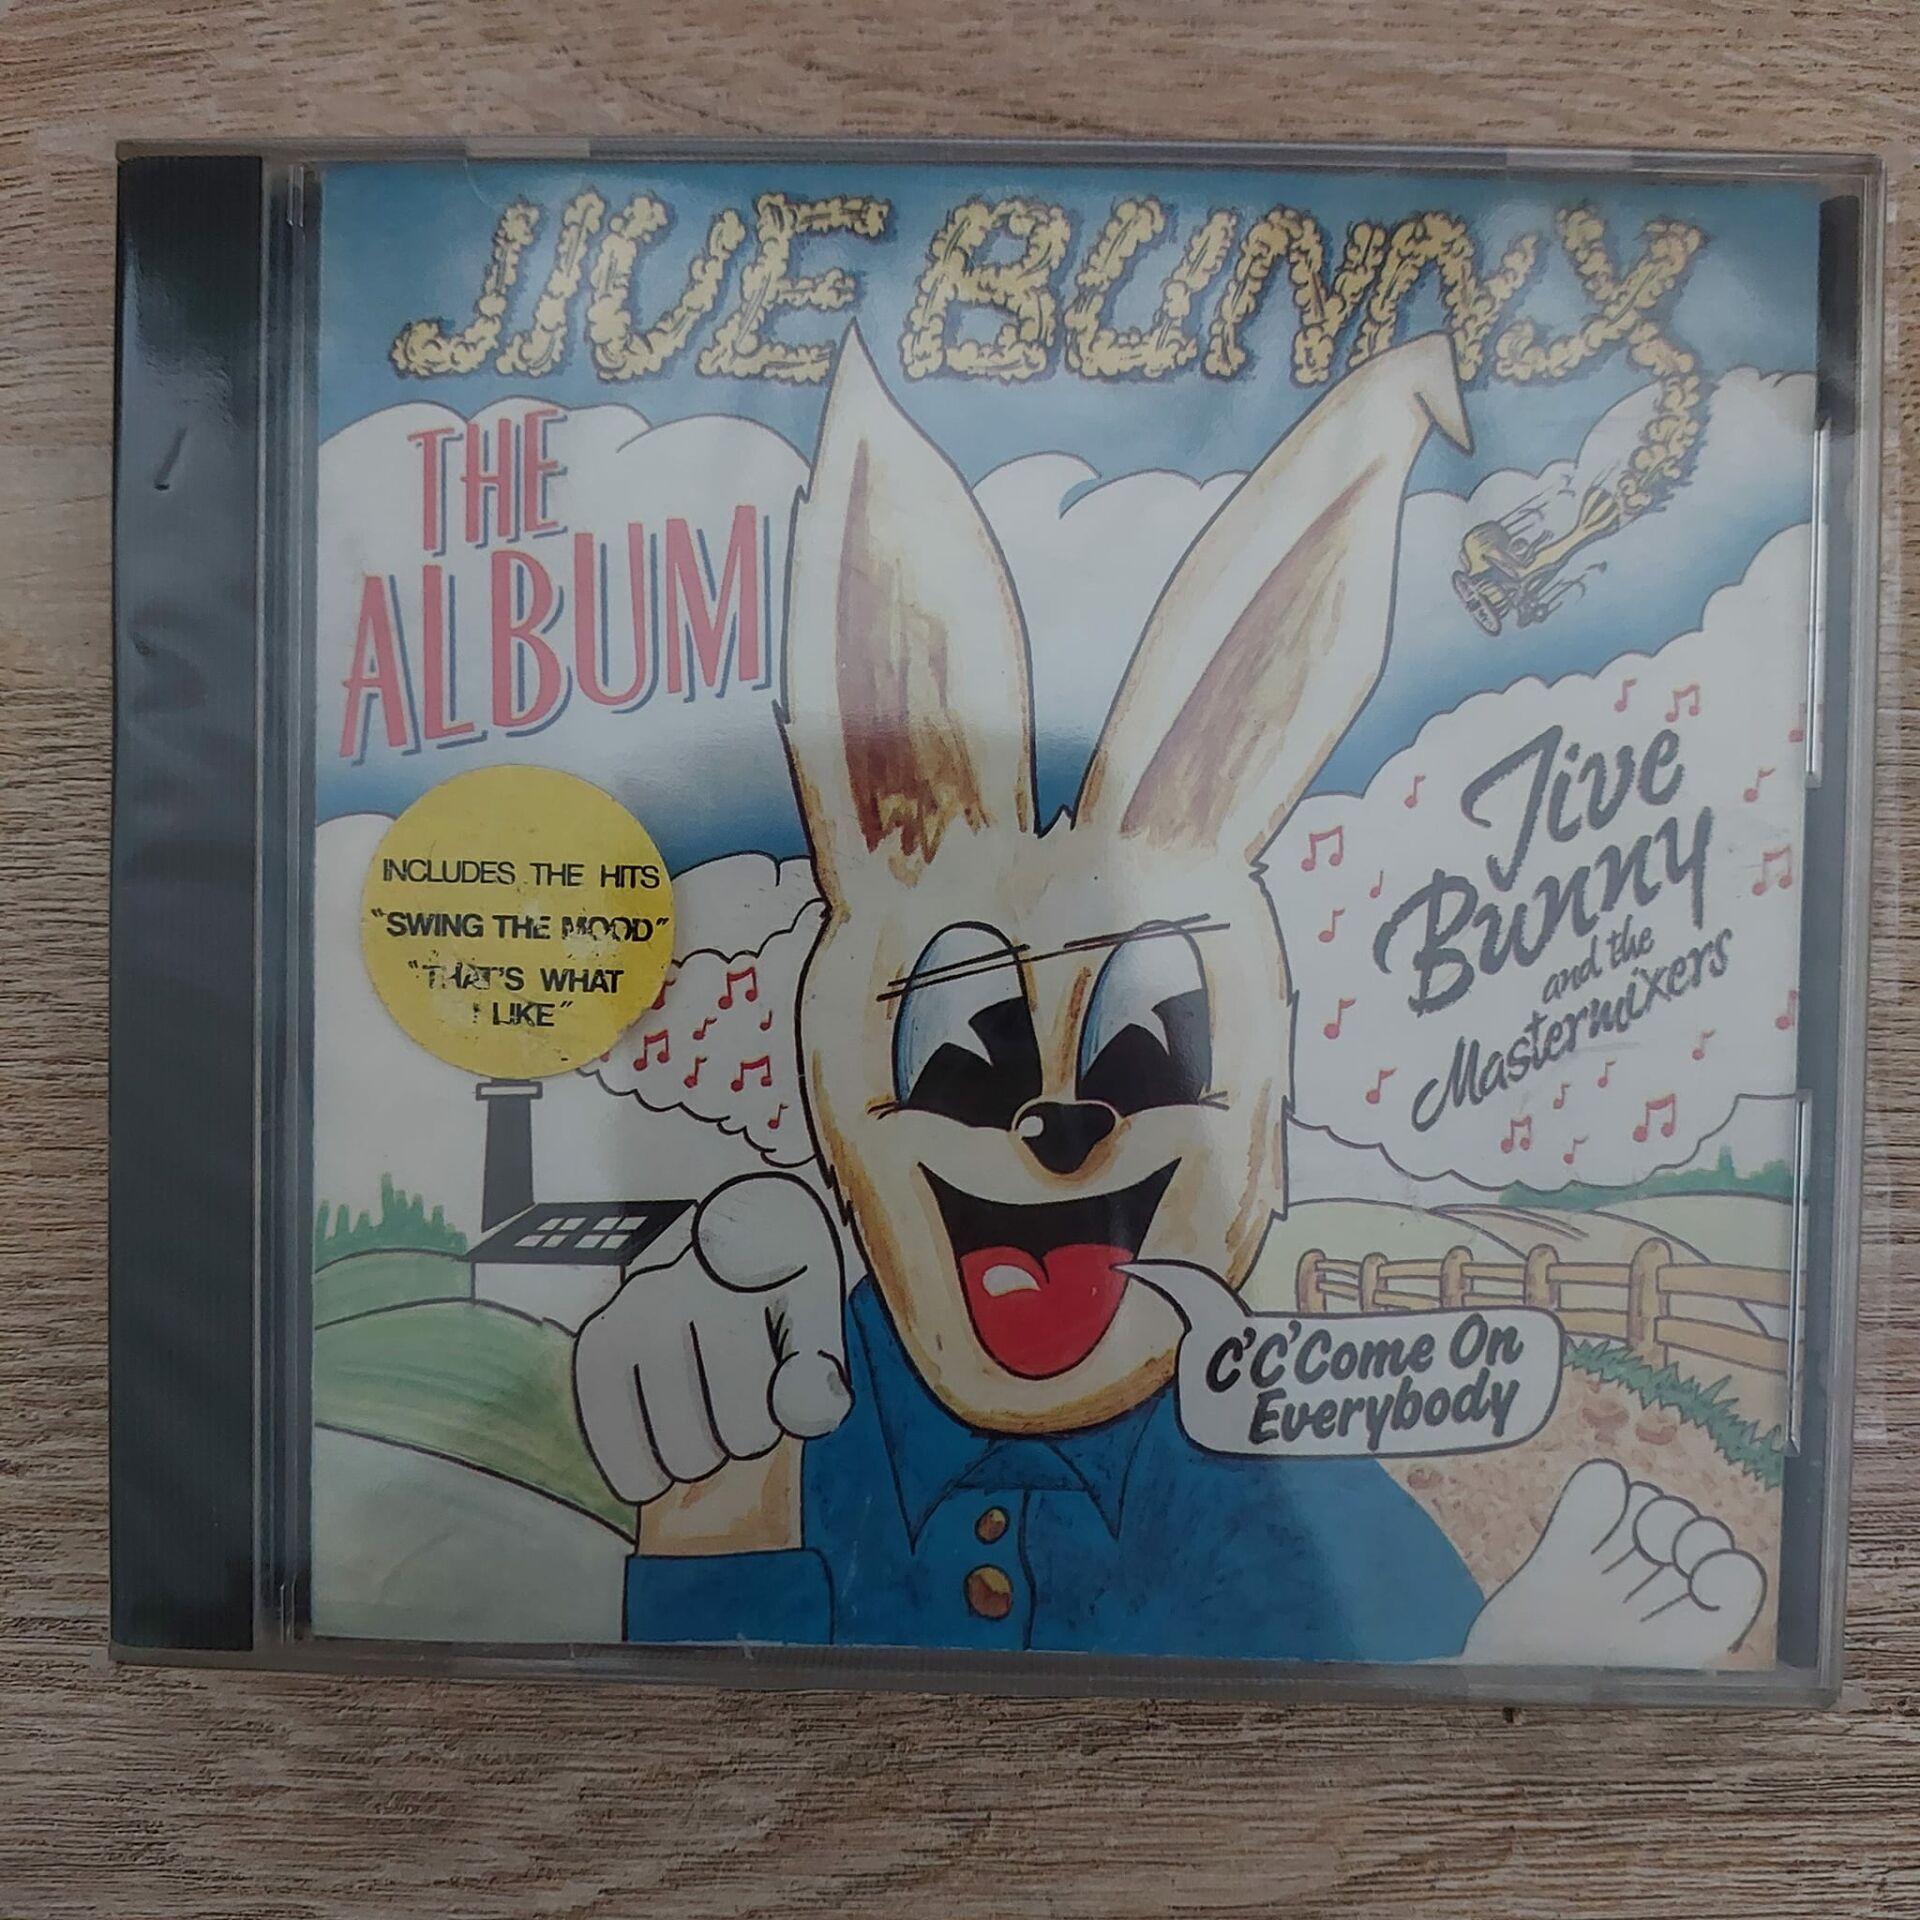 JIVE BUNNY
THE
ALBUM
INCLUDES THE HITS
"SWING THE MOOD"
"THAT'S WHAT
I LIKE"
Jive
Bunny
and the
Mastermixers
C'C'Come On
Everybody